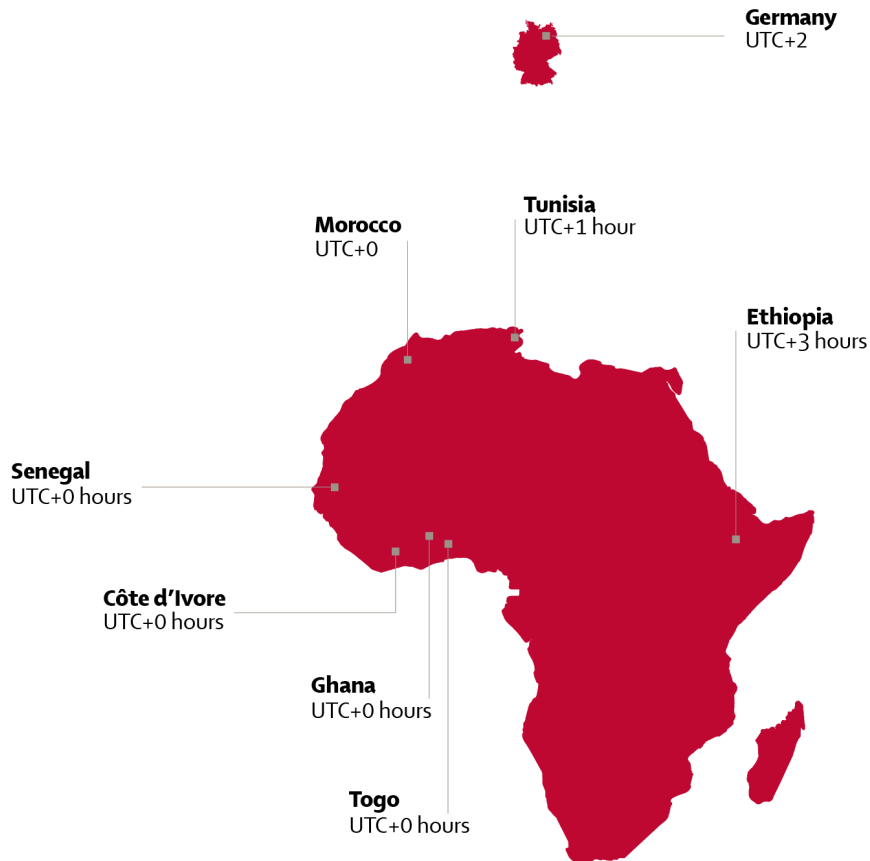 Germany
UTC+2
Tunisia
UTC+1 hour
Morocco
UTC+0
Ethiopia
UTC+3 hours
Senegal
UTC+0 hours
Côte d’Ivore
UTC+0 hours
Ghana
UTC+0 hours
Togo
UTC+0 hours